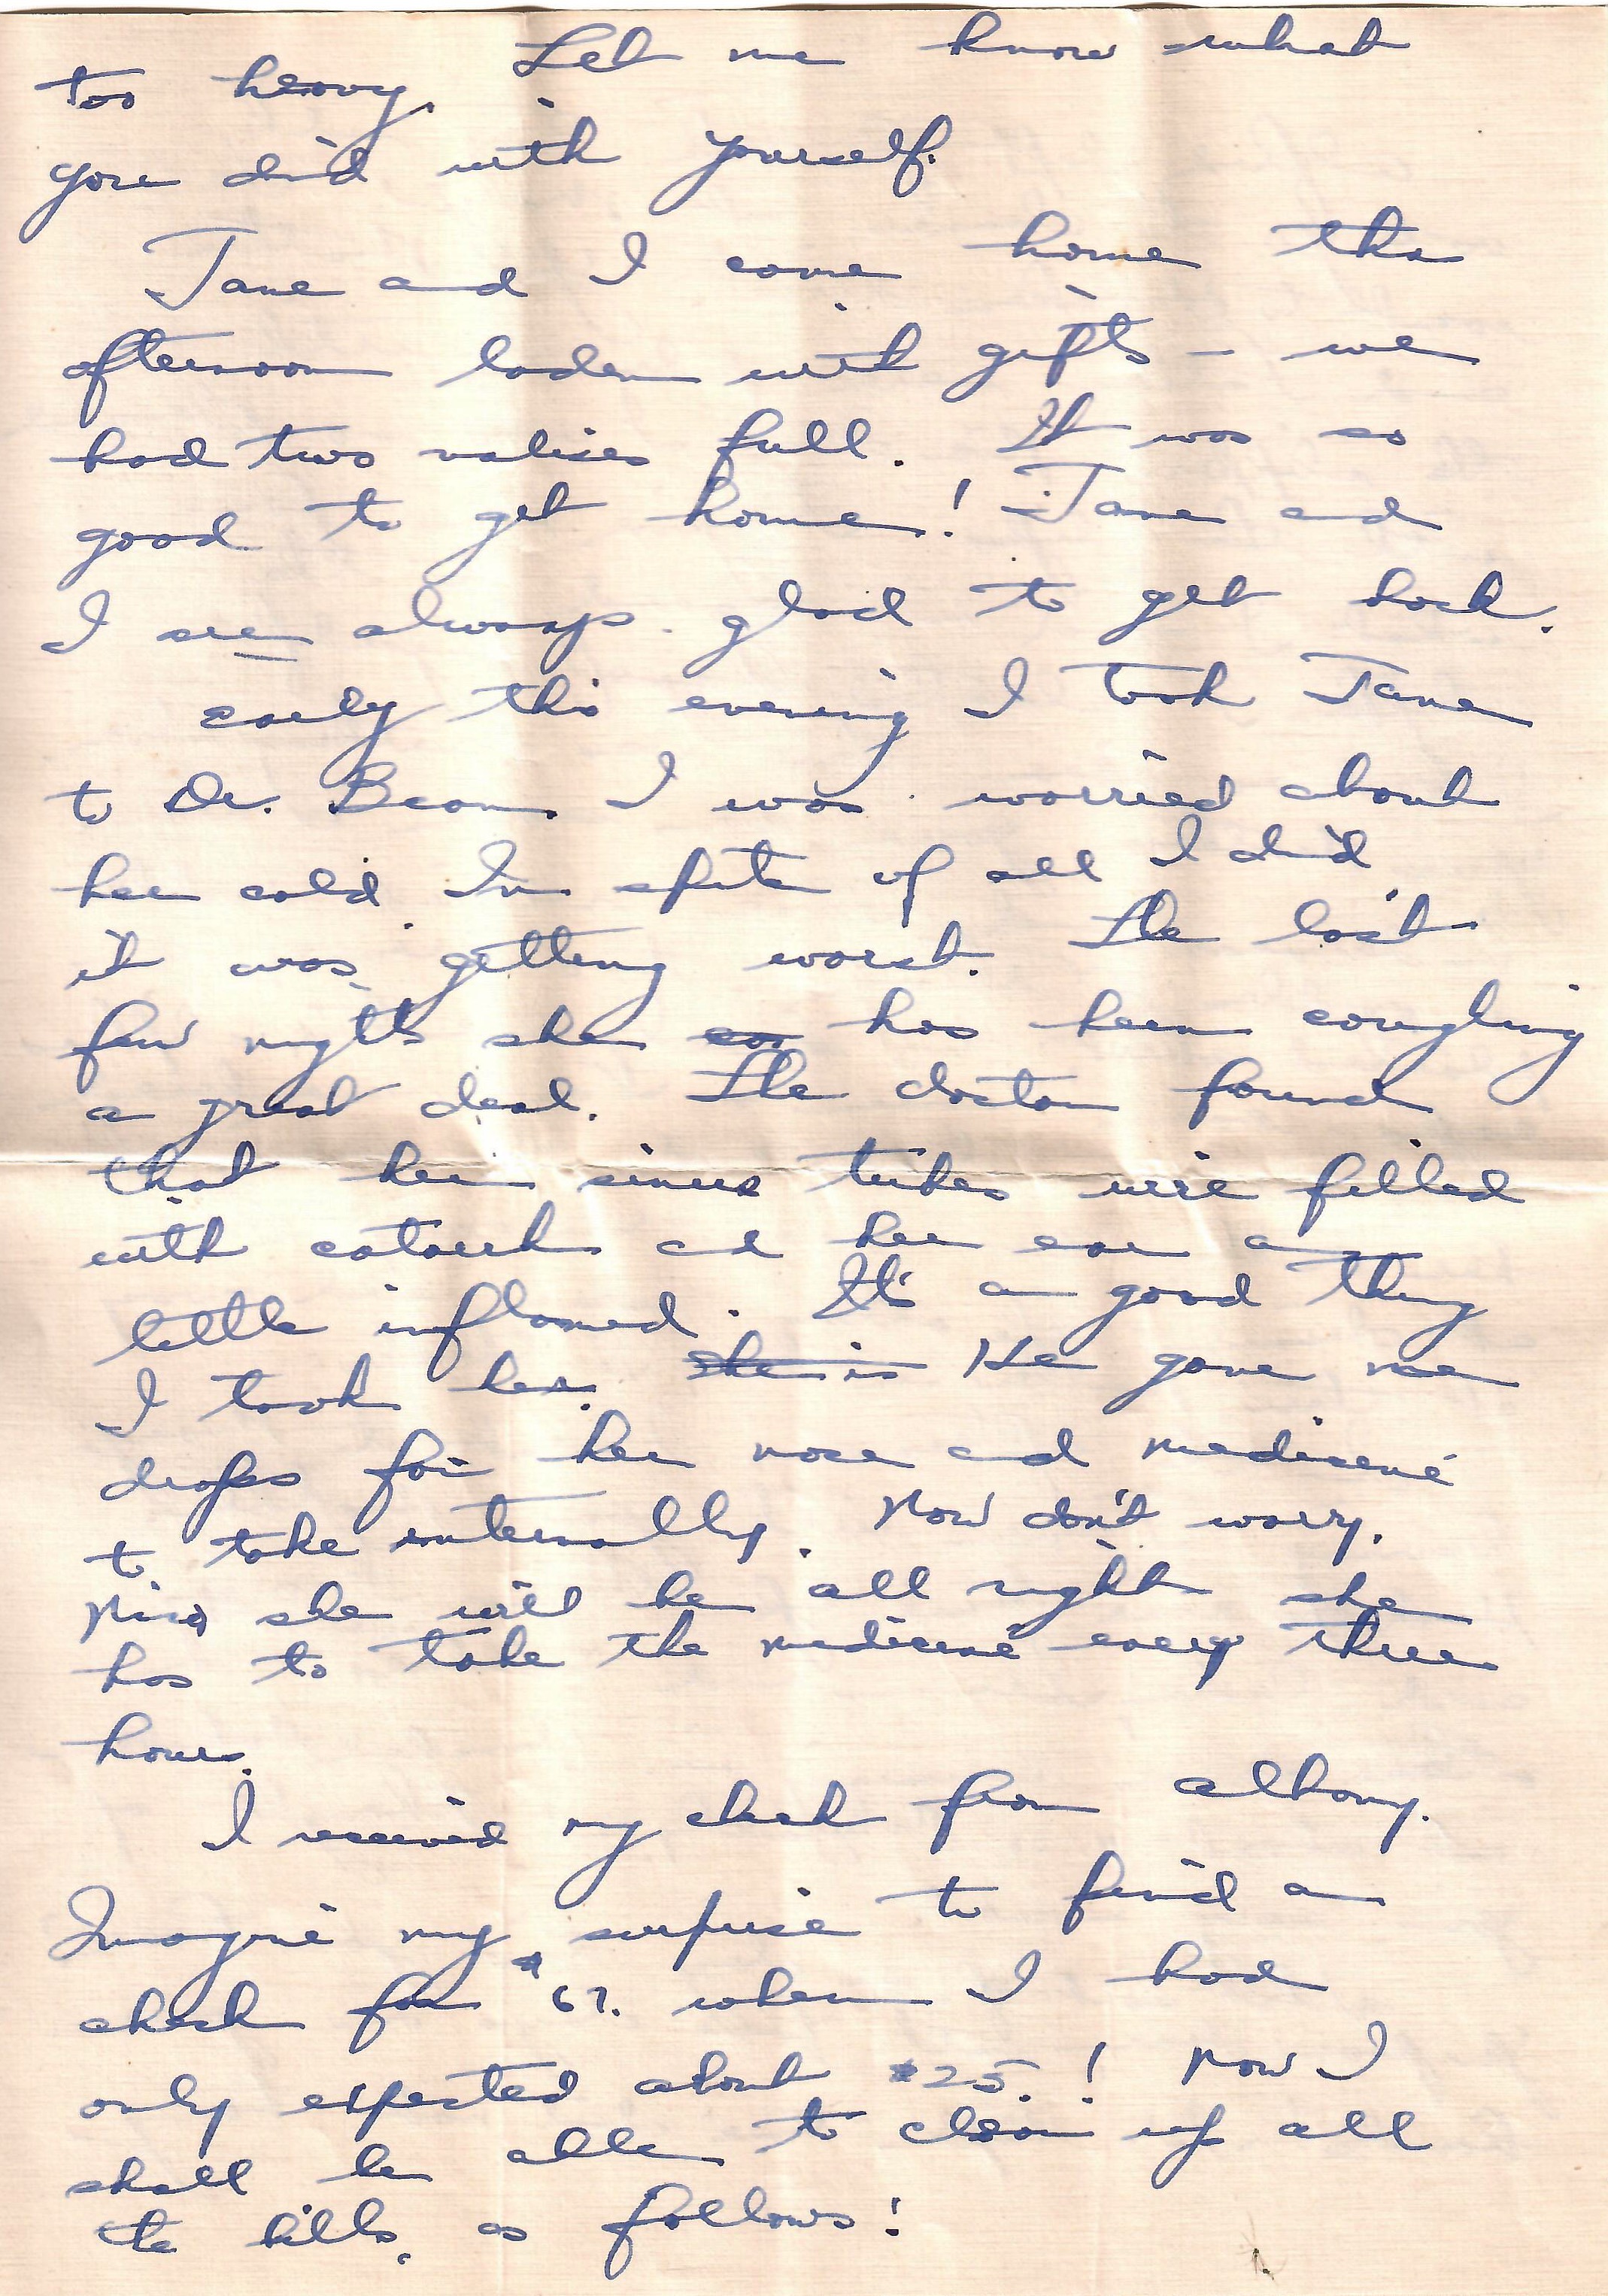 too heavy. Let me know what
you did with yourself.
Jane and I came home this
afternoon laden with gifts - we
had two valises full. It was so
good to get home! Jane and
I are always glad to get back.
Early this evening I took Jane
to Dr. Beam. I was worried about
her cold. In spite of all I did,
it was getting worst. The last
few nights she has been coughing
a great deal. The doctor found
that her sinus tubes were filled
with catarrh and her ear a
little inflamed. It's a good thing
I took her. She is He gave me
drops for her nose and medicine
to take internally. Now don't worry.
Now she will be all right she
has to take the medicine every three
hours.
I received my check from Albany.
Imagine my surprise to find a
check for $67. when I had
only expected about $25.! Now I
shall be able to clean up all
the bills, as follows: